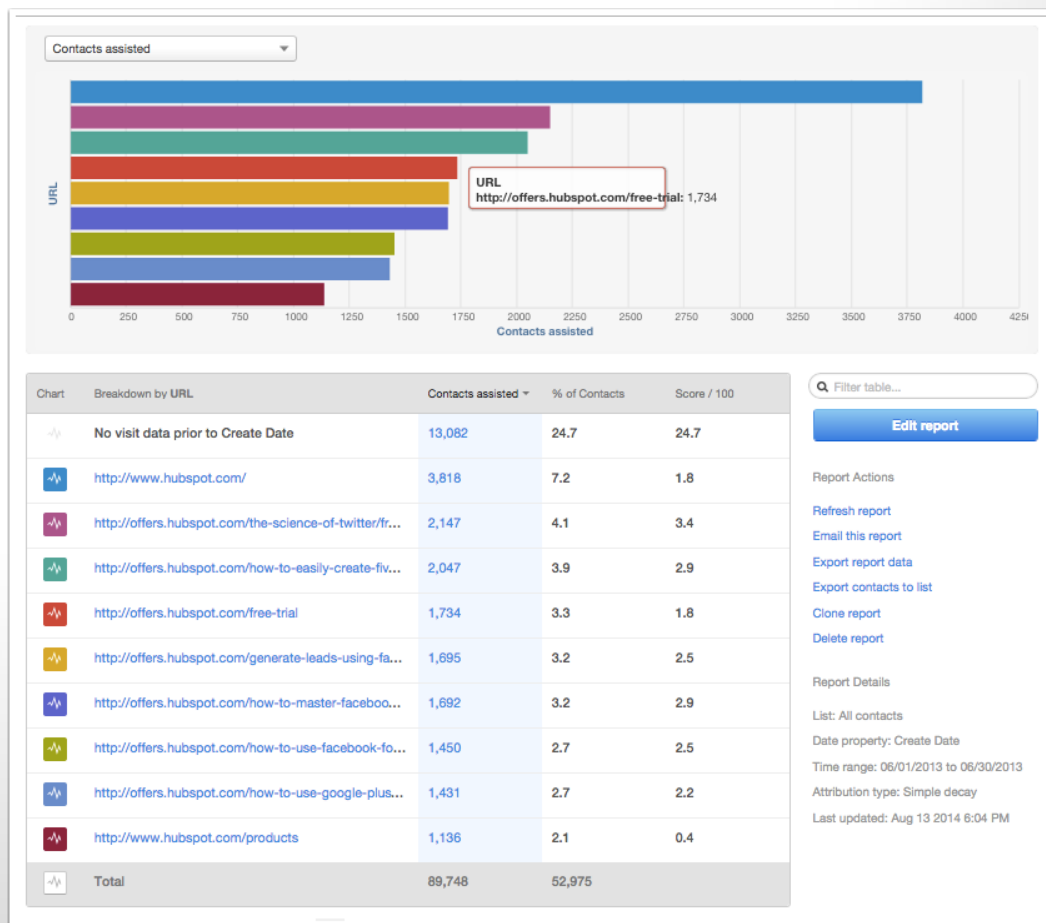 Contacts assisted
URL
URL
http://offers.hubspot.com/free-trial: 1,734
0 250 500 750 1000 1250 1500 1750 2000 2250 2500 2750 3000 3250 3500 3750 4000 425
Contacts assisted
Chart Breakdown by URL Contacts assisted % of Contacts Score / 100
No visit data prior to Create Date 13,082 24.7 24.7
http://www.hubspot.com/ 3,818 7.2 1.8
http://offers.hubspot.com/the-science-of-twitter/fr... 2,147 4.1 3.4
http://offers.hubspot.com/how-to-easily-create-fiv... 2,047 3.9 2.9
http://offers.hubspot.com/free-trial 1,734 3.3 1.8
http://offers.hubspot.com/generate-leads-using-fa... 1,695 3.2 2.5
http://offers.hubspot.com/how-to-master-faceboo... 1,692 3.2 2.9
http://offers.hubspot.com/how-to-use-facebook-fo... 1,450 2.7 2.5
http://offers.hubspot.com/how-to-use-google-plus... 1,431 2.7 2.2
http://www.hubspot.com/products 1,136 2.1 0.4
Total 89,748 52,975
Filter table...
Edit report
Report Actions
Refresh report
Email this report
Export report data
Export contacts to list
Clone report
Delete report
Report Details
List: All contacts
Date property: Create Date
Time range: 06/01/2013 to 06/30/2013
Attribution type: Simple decay
Last updated: Aug 13 2014 6:04 PM